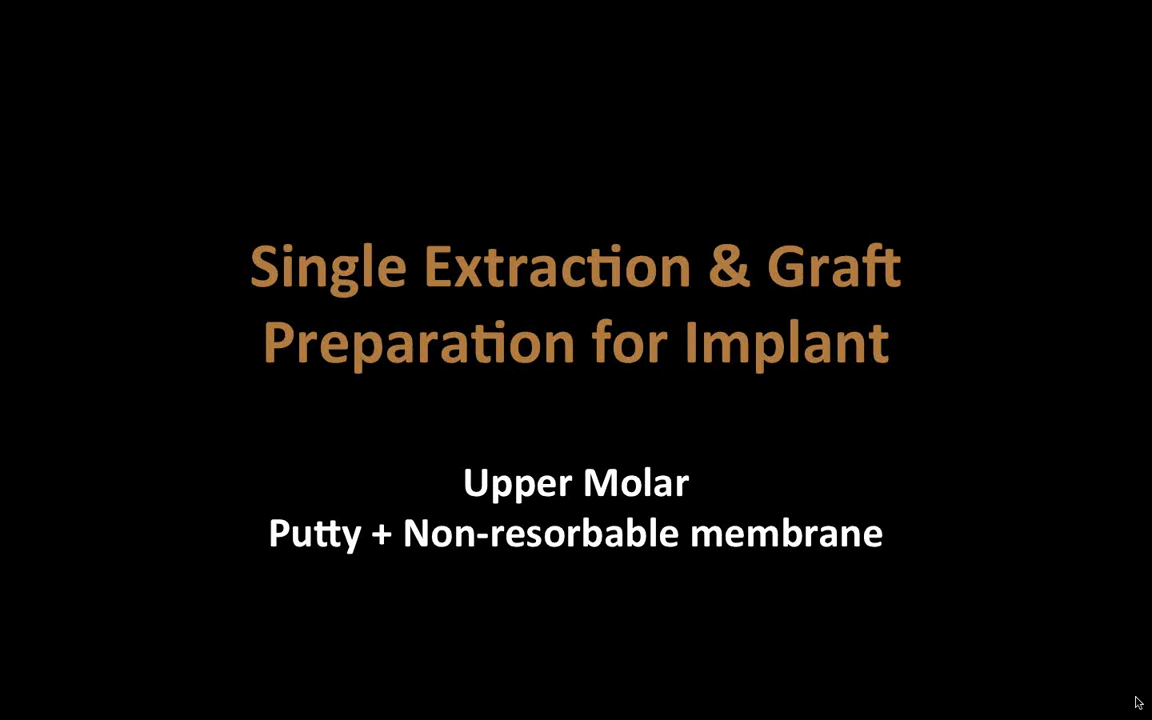 Single Extraction & Graft
Preparation for Implant
Upper Molar
Putty + Non-resorbable membrane